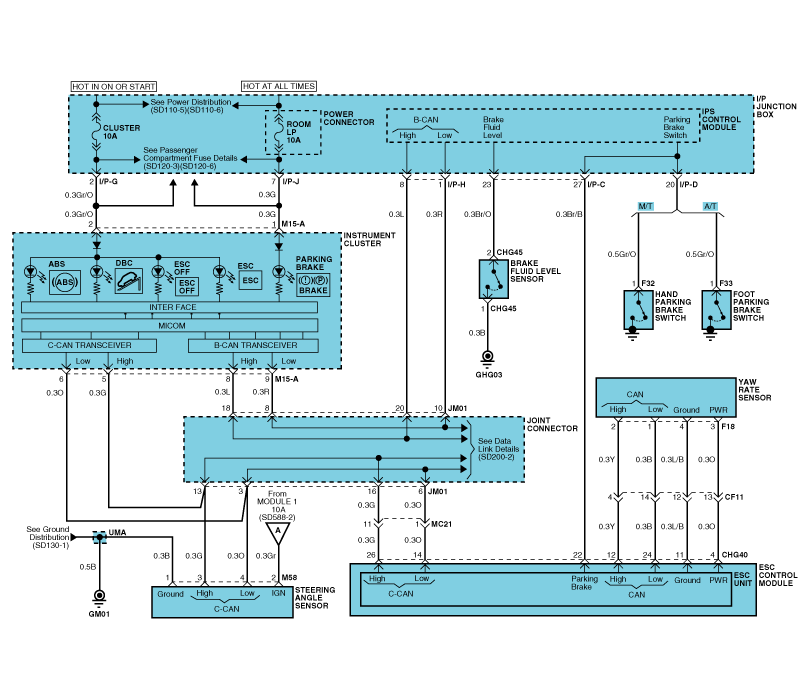 HOT IN ON OR START
HOT AT ALL TIMES
See Power Distribution
(SD110-5)(SD110-6)
CLUSTER
10A
ROOM
LP
10A
POWER
CONNECTOR
See Passenger
Compartment Fuse Details
(SD120-3)(SD120-6)
B-CAN
High
Low
Brake
Fluid
Level
Parking
Brake
Switch
IPS
CONTROL
MODULE
I/P
JUNCTION
BOX
2
I/P-G
7
I/P-J
8
1
I/P-H
23
27
I/P-C
20
I/P-D
0.3Gr/O
0.3G
0.3Gr/O
0.3G
0.3L
0.3R
0.3Br/O
0.3Br/B
M/T
A/T
2
1
M15-A
INSTRUMENT
CLUSTER
ABS
(ABS)
DBC
ESC
OFF
ESC
OFF
ESC
ESC
PARKING
BRAKE
(!)(P)
BRAKE
INTER FACE
MICOM
C-CAN TRANSCEIVER
B-CAN TRANSCEIVER
Low
High
High
Low
6
5
8
9
M15-A
0.3O
0.3G
0.3L
0.3R
2
CHG45
BRAKE
FLUID LEVEL
SENSOR
1
CHG45
0.3B
GHG03
0.5Gr/O
0.5Gr/O
1
F32
HAND
PARKING
BRAKE
SWITCH
1
F33
FOOT
PARKING
BRAKE
SWITCH
YAW
RATE
SENSOR
CAN
High
Low
Ground
PWR
2
1
4
3
F18
0.3Y
0.3B
0.3L/B
0.3O
4
14
12
13
CF11
0.3Y
0.3B
0.3L/B
0.3O
18
8
20
10
JM01
JOINT
CONNECTOR
See Data
Link Details
(SD200-2)
13
3
16
6
JM01
From
MODULE 1
10A
(SD588-2)
A
0.3G
0.3O
11
1
MC21
0.3G
0.3O
See Ground
Distribution
(SD130-1)
UMA
0.5B
GM01
0.3B
0.3G
0.3O
0.3Gr
1
3
4
2
M58
Ground
High
Low
IGN
C-CAN
STEERING
ANGLE
SENSOR
26
14
22
12
24
11
4
CHG40
High
Low
C-CAN
Parking
Brake
High
Low
CAN
Ground
PWR
ESC
UNIT
ESC
CONTROL
MODULE